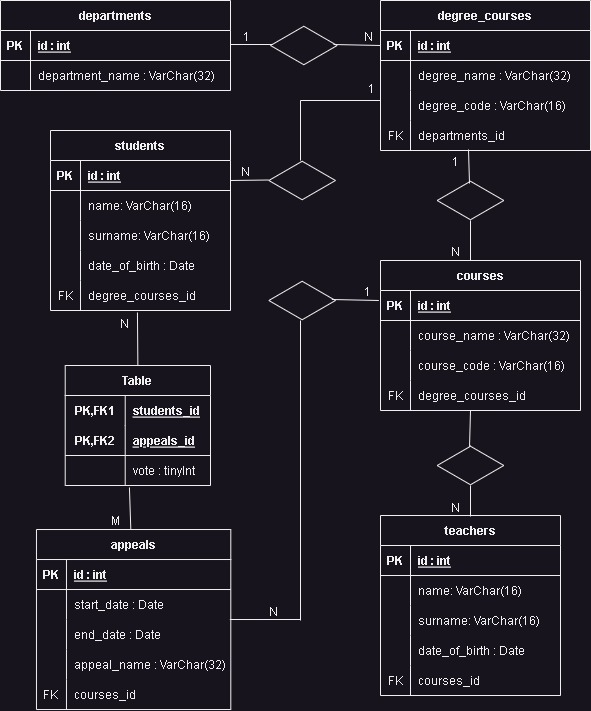 departments
PK id : int
department_name : VarChar(32)
1
N
degree_courses
PK id : int
degree_name : VarChar(32)
degree_code : VarChar(16)
FK departments_id
1
N
1
students
PK id : int
name: VarChar(16)
surname: VarChar(16)
date_of_birth : Date
FK degree_courses_id
N
1
courses
PK id : int
course_name : VarChar(32)
course_code : VarChar(16)
FK degree_courses_id
N
Table
PK,FK1 students_id
PK,FK2 appeals_id
vote : tinyInt
M
appeals
PK id : int
start_date : Date
end_date : Date
appeal_name : VarChar(32)
FK courses_id
N
N
teachers
PK id : int
name: VarChar(16)
surname: VarChar(16)
date_of_birth : Date
FK courses_id